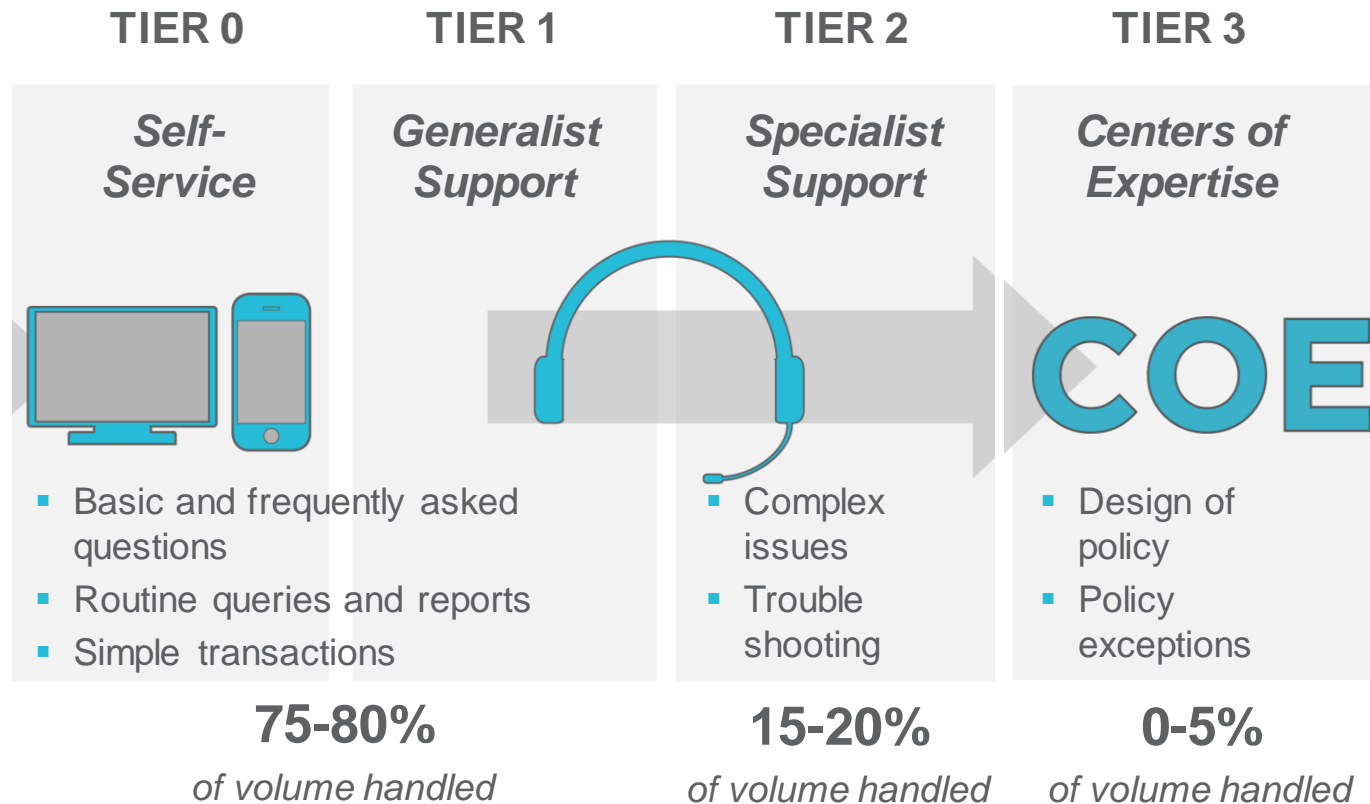 TIER 0
TIER 1
TIER 2
TIER 3
Self-
Service
Generalist
Support
Specialist
Support
Centers of
Expertise
COE
Basic and frequently asked
questions
Routine queries and reports
Simple transactions
Complex
issues
Trouble
shooting
Design of
policy
Policy
exceptions
75-80%
of volume handled
15-20%
of volume handled
0-5%
of volume handled